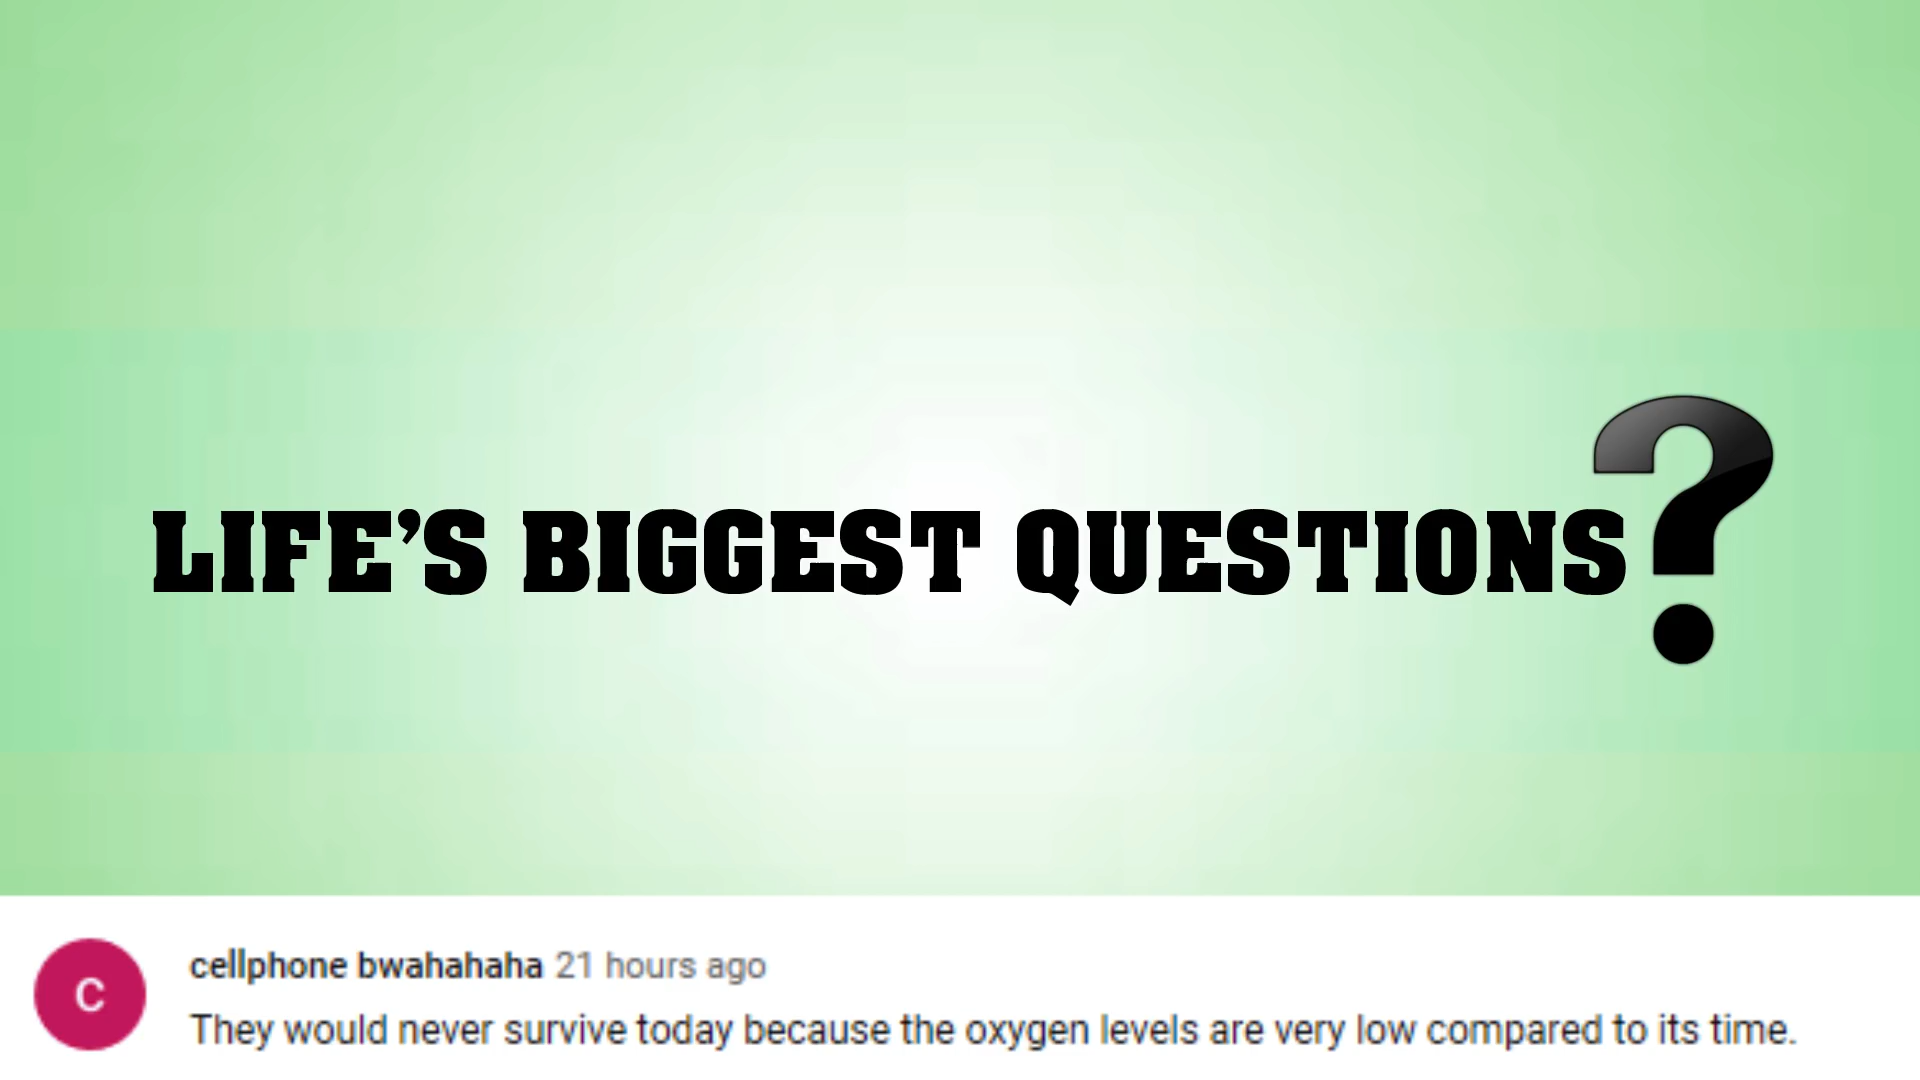 LIFE’S BIGGEST QUESTIONS?
C
cellphone bwahahaha 21 hours ago
They would never survive today because the oxygen levels are very low compared to its time.